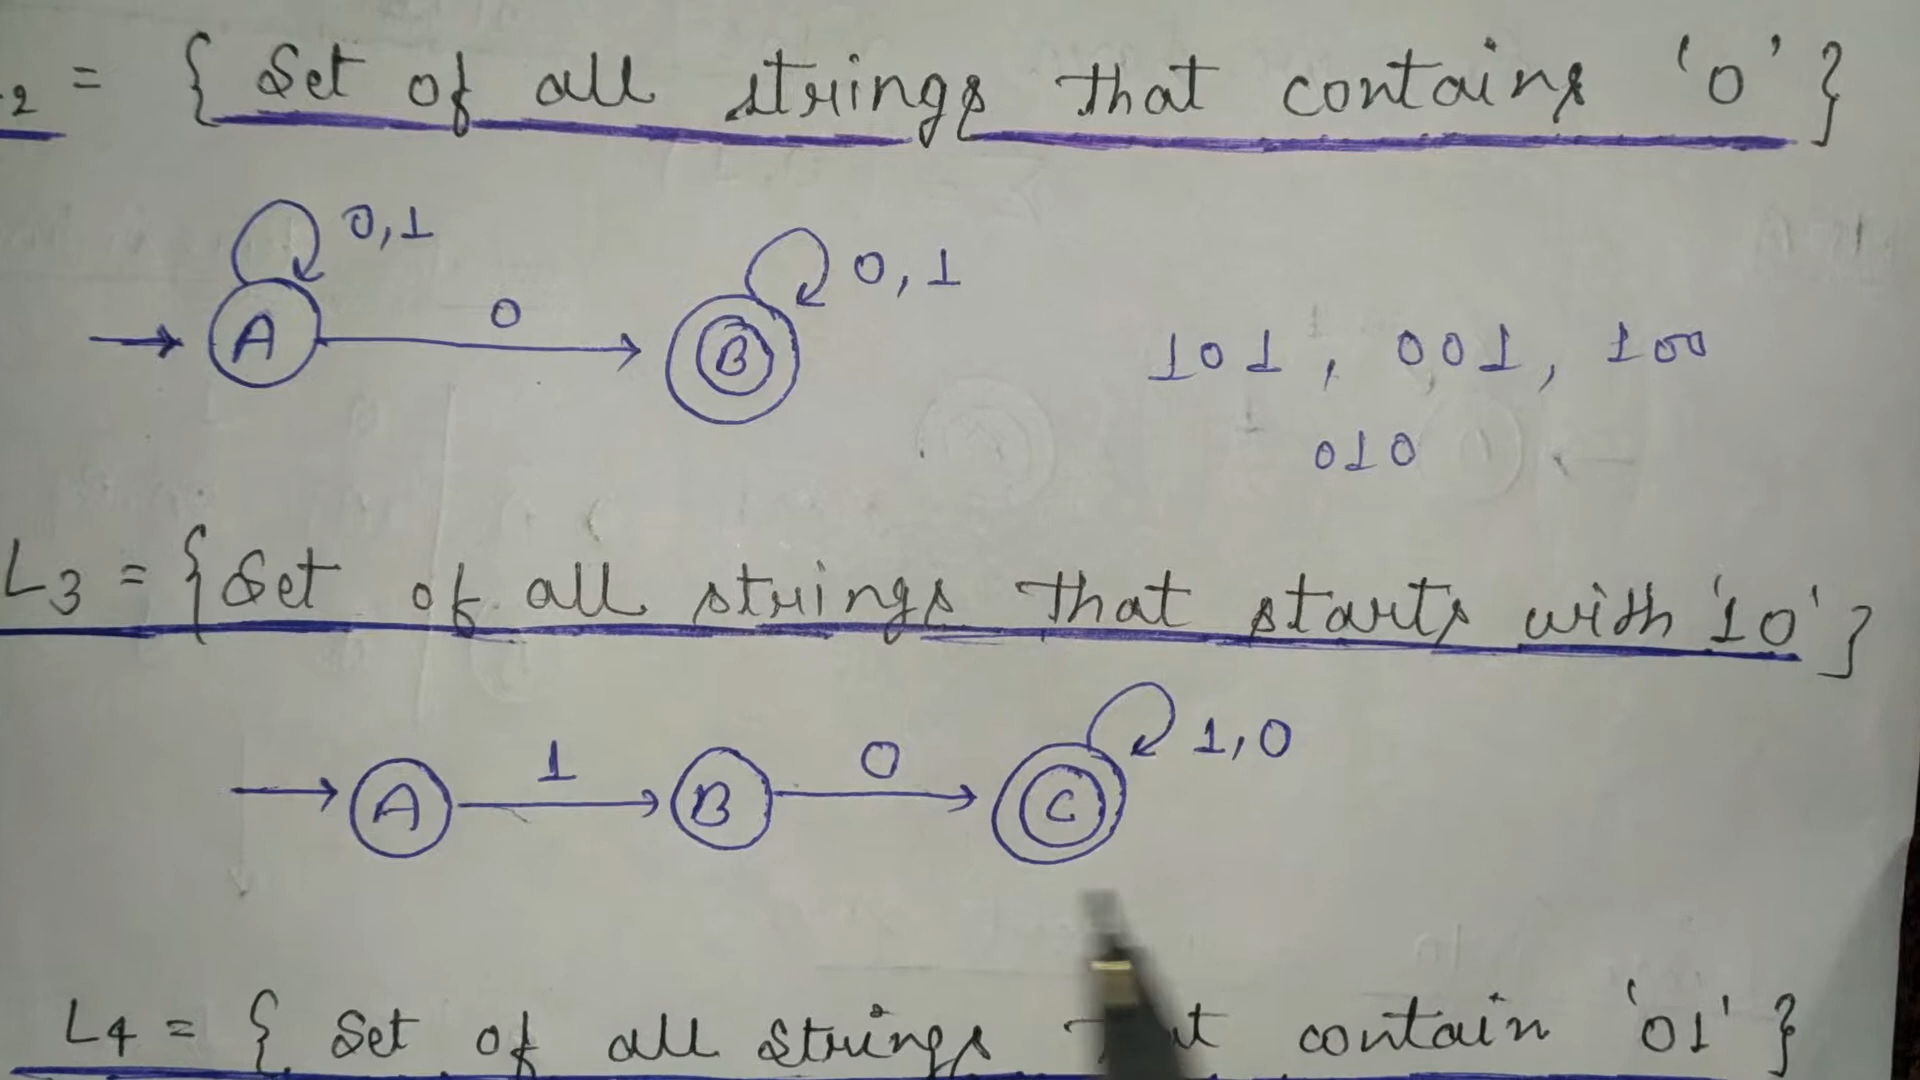 2 = { Set of all strings that contains '0' }
0,1
0,1
A 0 B
101, 001, 100
010
L3 = { Set of all strings that starts with '10' }
1,0
A 1 B 0 C
L4 = { Set of all strings t contain '01' }